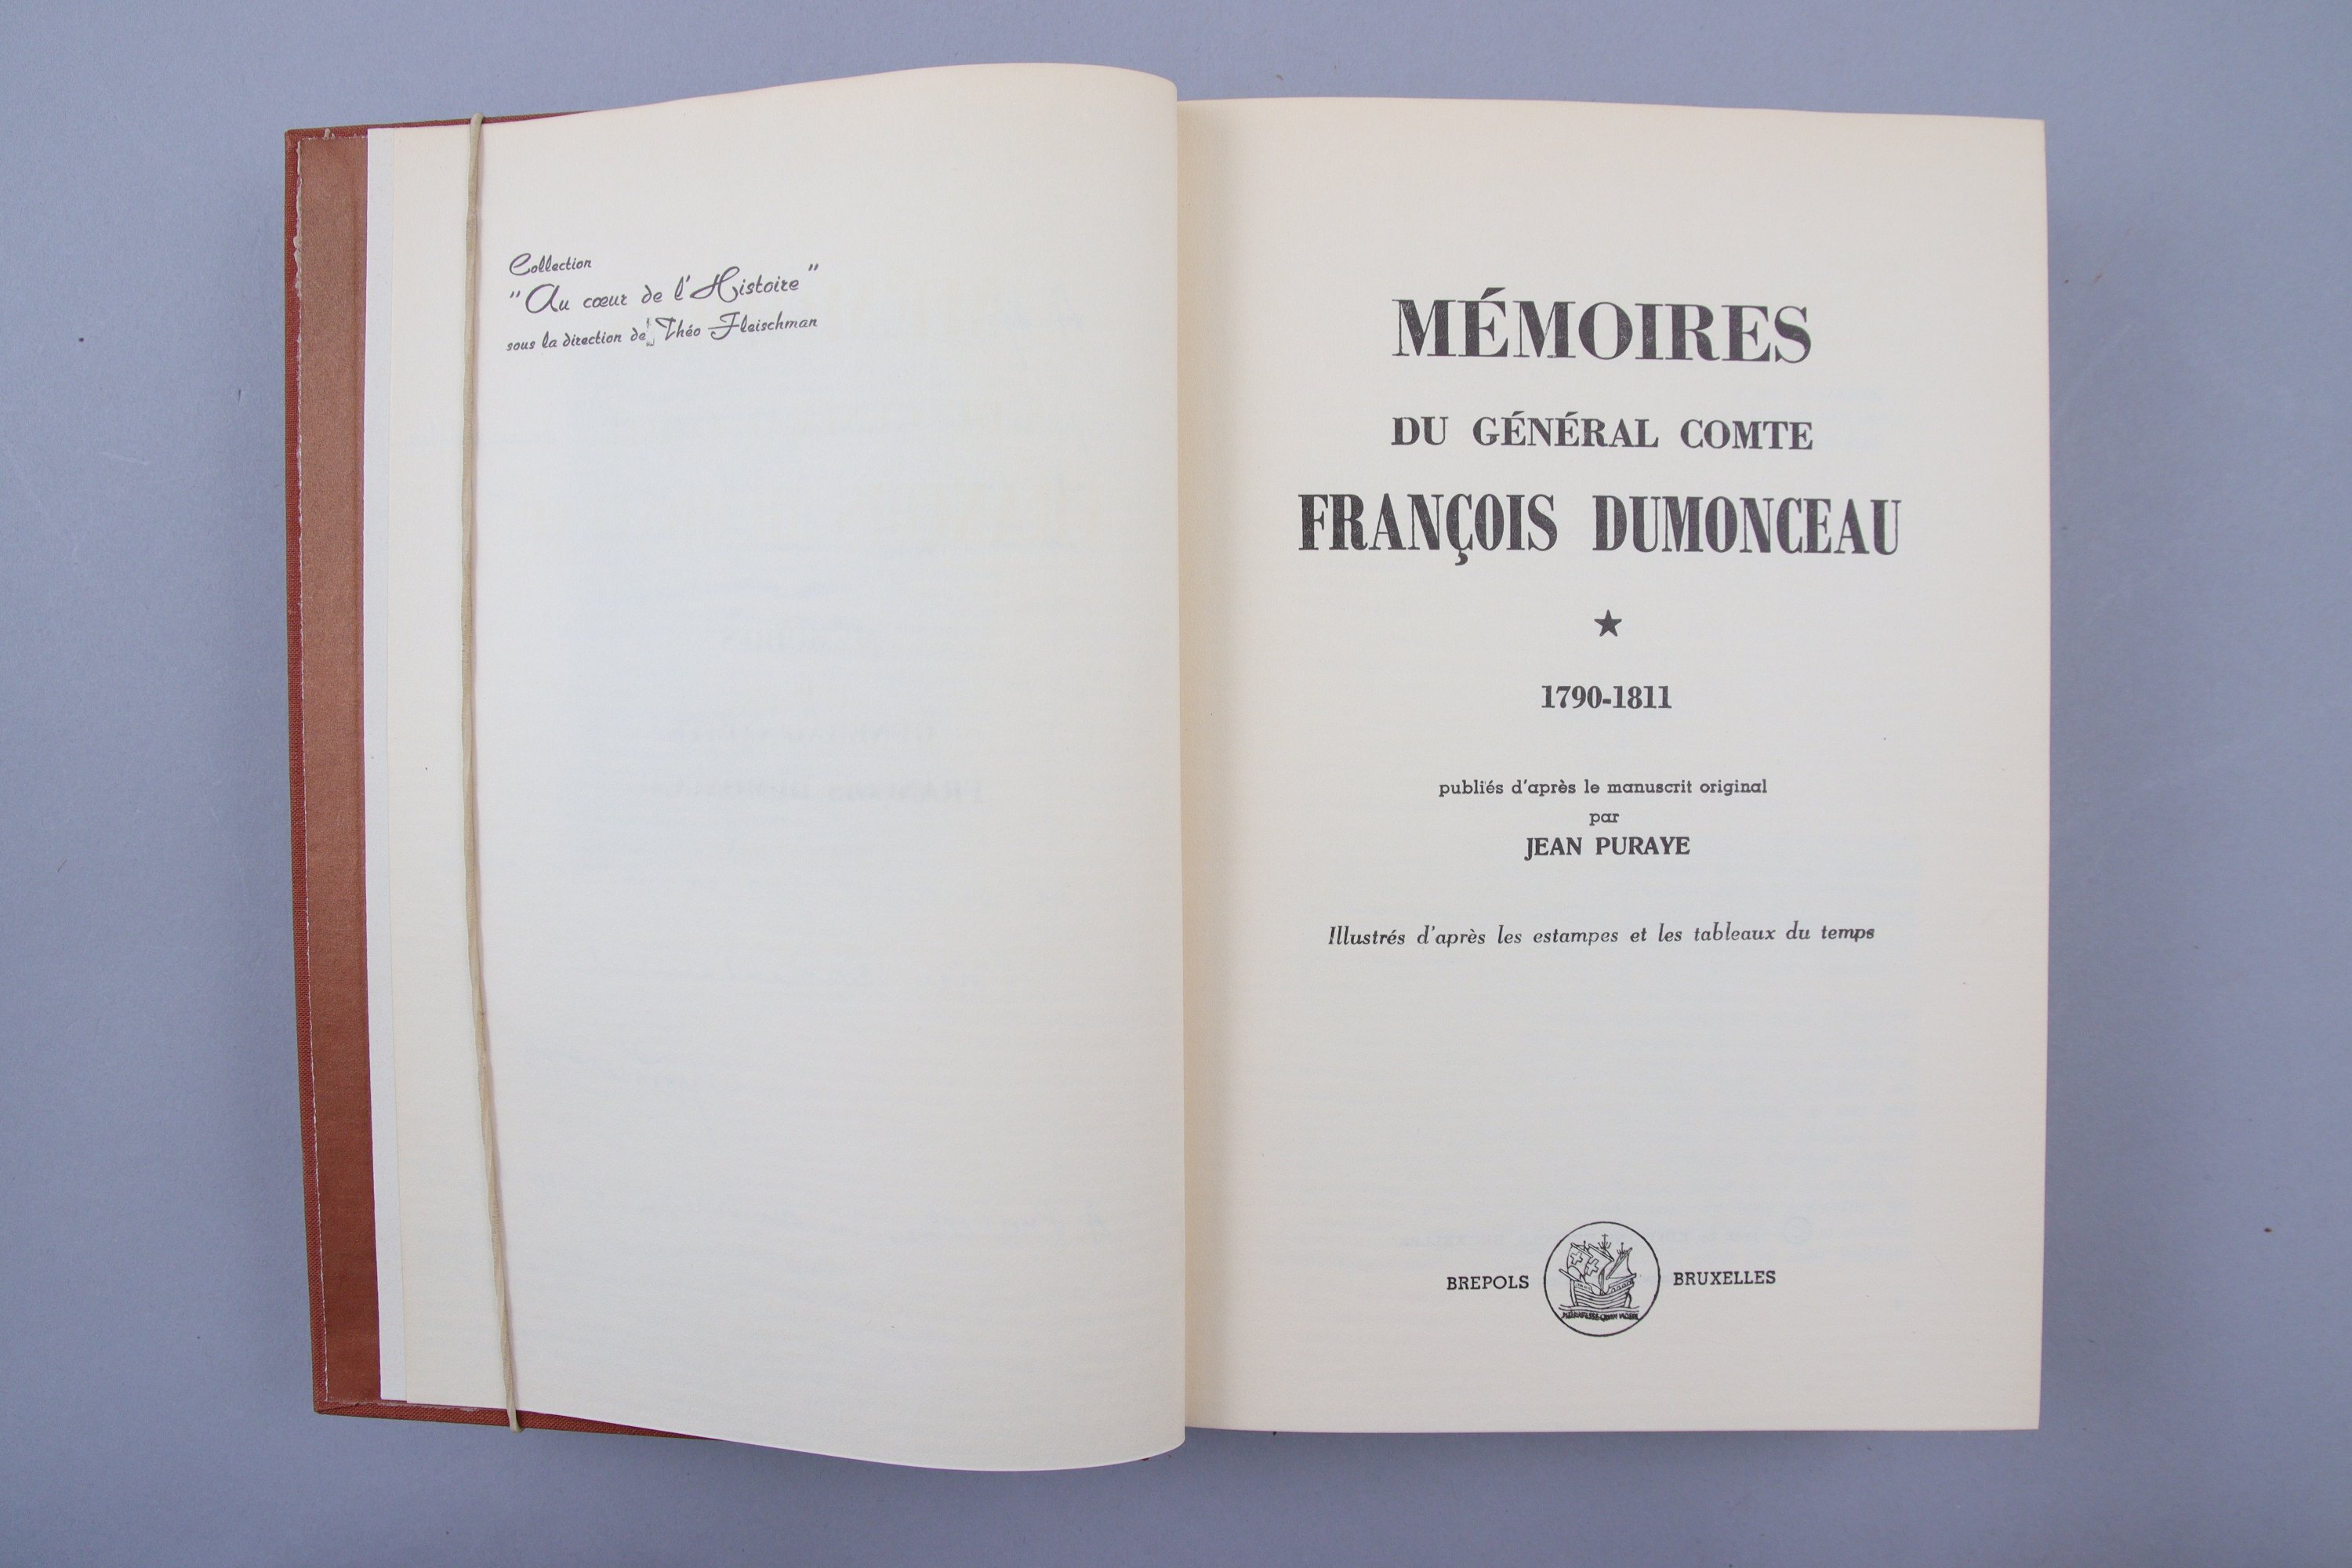 Collection
"Au cœur de l'Histoire"
sous la direction de Théo Fleischman
MÉMOIRES
DU GÉNÉRAL COMTE
FRANÇOIS DUMONCEAU
★
1790-1811
publiés d'après le manuscrit original
par
JEAN PURAYE
Illustrés d'après les estampes et les tableaux du temps
BREPOLS BRUXELLES